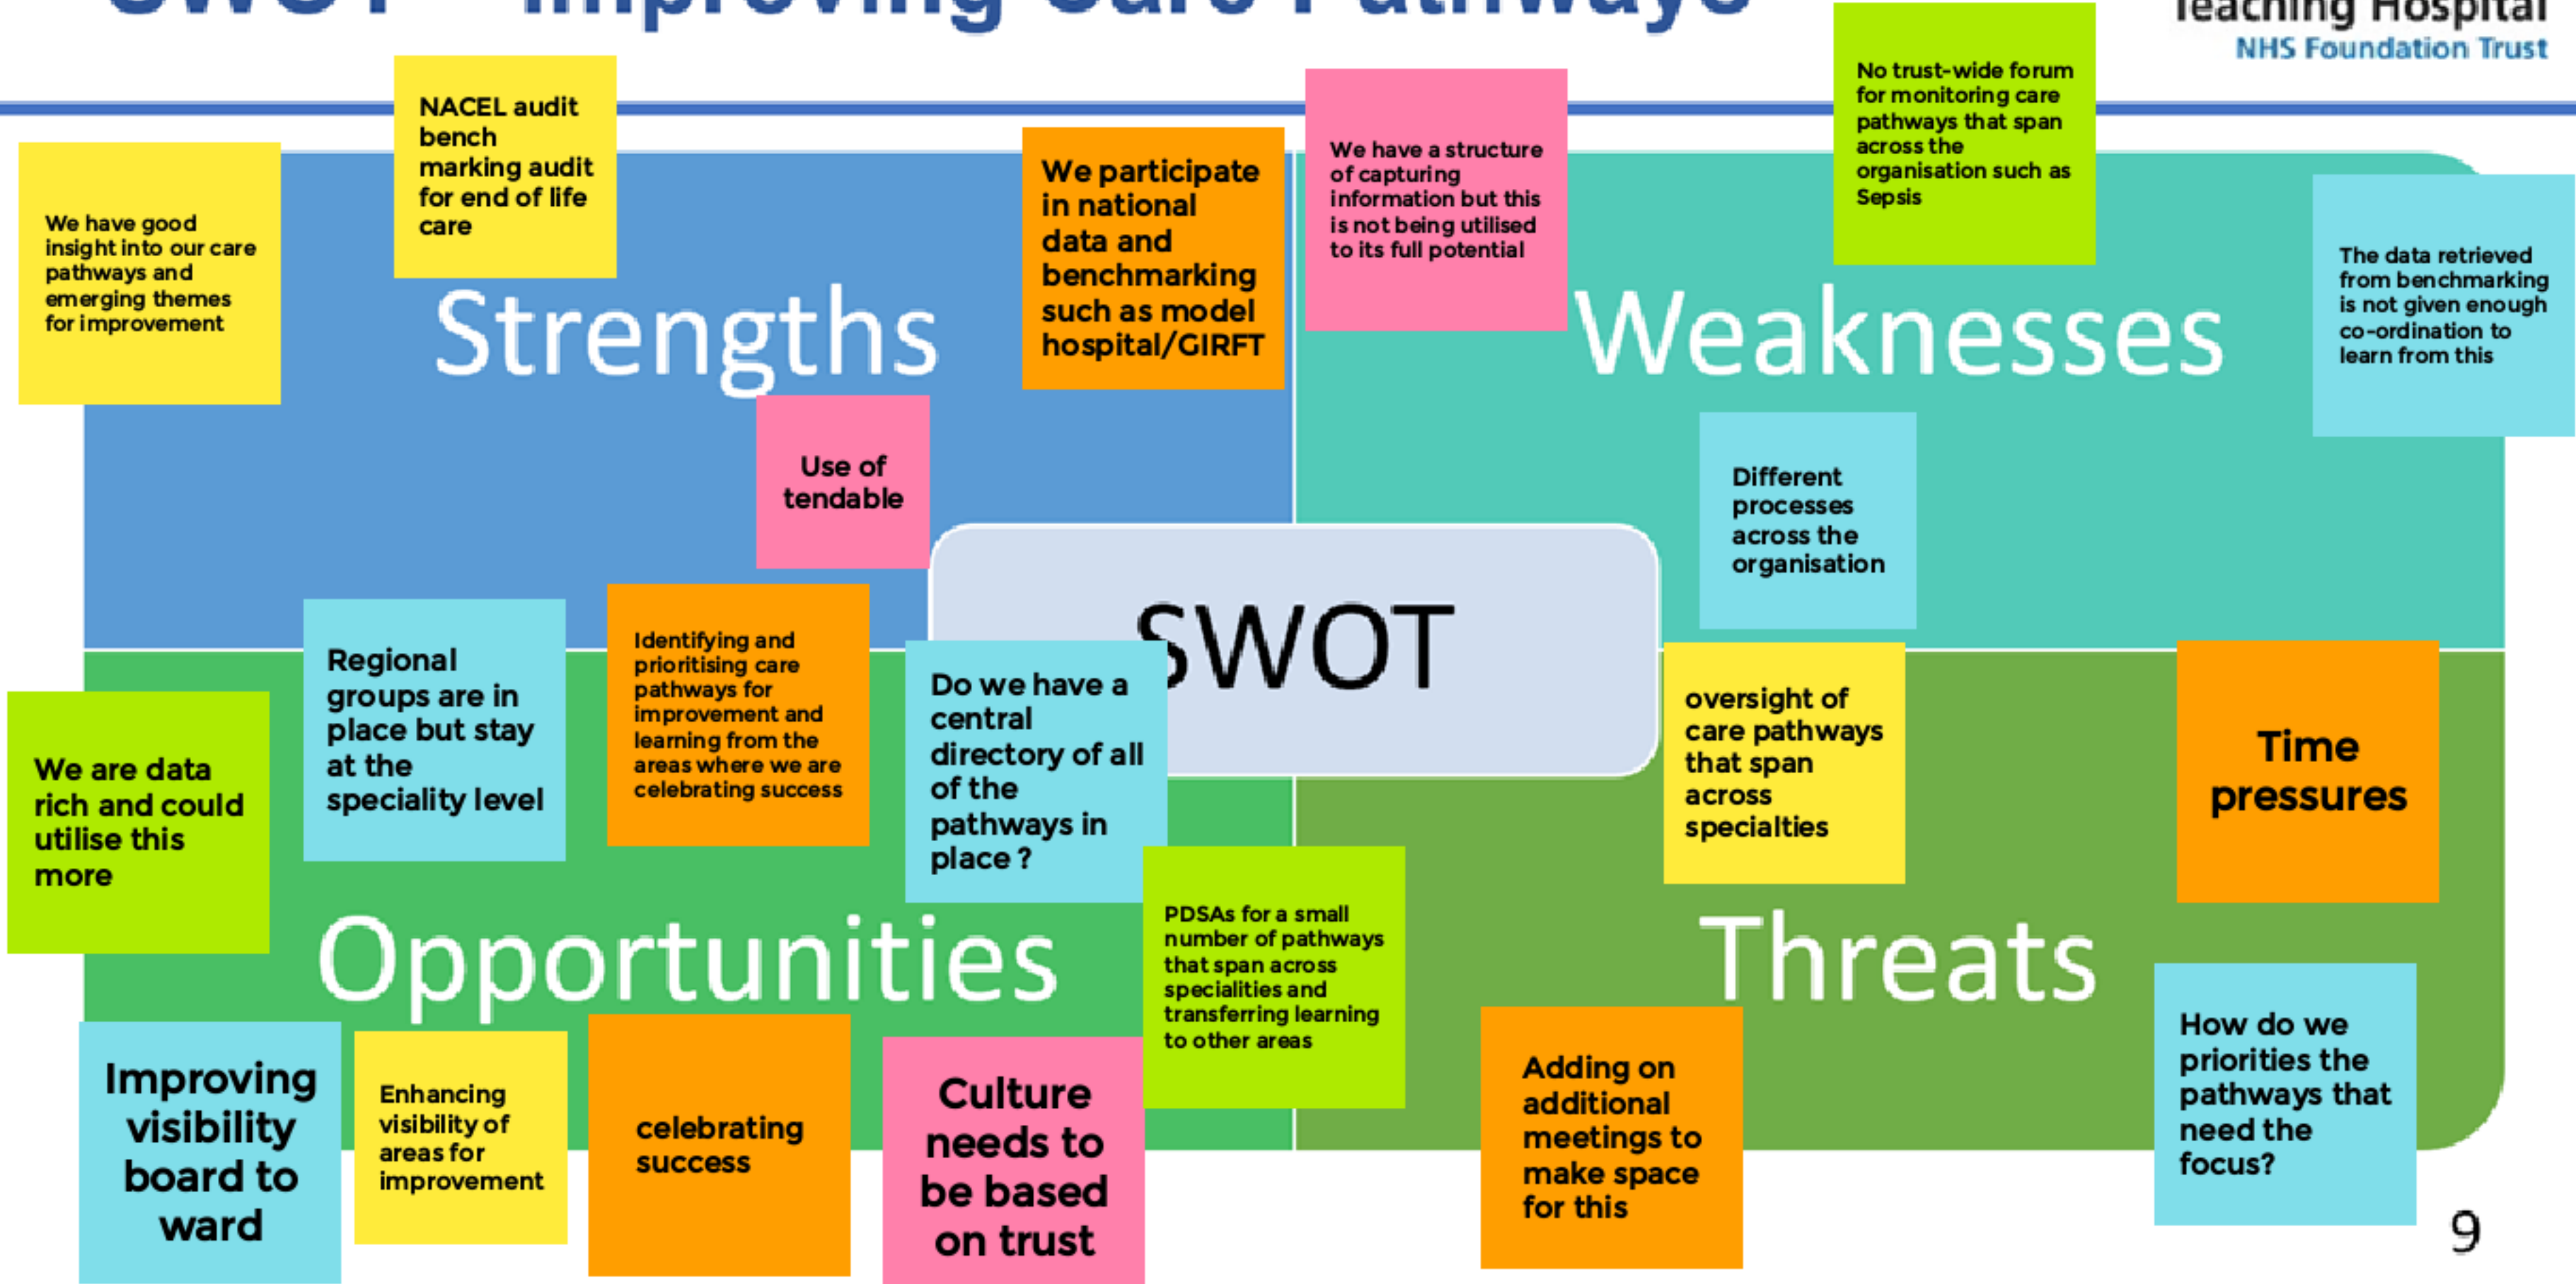 SWOT - Improving Care Pathways
Teaching Hospital
NHS Foundation Trust
We have good
insight into our care
pathways and
emerging themes
for improvement
NACEL audit
bench
marking audit
for end of life
care
We participate
in national
data and
benchmarking
such as model
hospital/GIRFT
Strengths
Use of
tendable
We have a structure
of capturing
information but this
is not being utilised
to its full potential
No trust-wide forum
for monitoring care
pathways that span
across the
organisation such as
Sepsis
The data retrieved
from benchmarking
is not given enough
co-ordination to
learn from this
Weaknesses
Different
processes
across the
organisation
SWOT
We are data
rich and could
utilise this
more
Regional
groups are in
place but stay
at the
speciality level
Identifying and
prioritising care
pathways for
improvement and
learning from the
areas where we are
celebrating success
Do we have a
central
directory of all
of the
pathways in
place ?
Opportunities
PDSAs for a small
number of pathways
that span across
specialities and
transferring learning
to other areas
Improving
visibility
board to
ward
Enhancing
visibility of
areas for
improvement
celebrating
success
Culture
needs to
be based
on trust
oversight of
care pathways
that span
across
specialties
Time
pressures
Threats
Adding on
additional
meetings to
make space
for this
How do we
priorities the
pathways that
need the
focus?
9